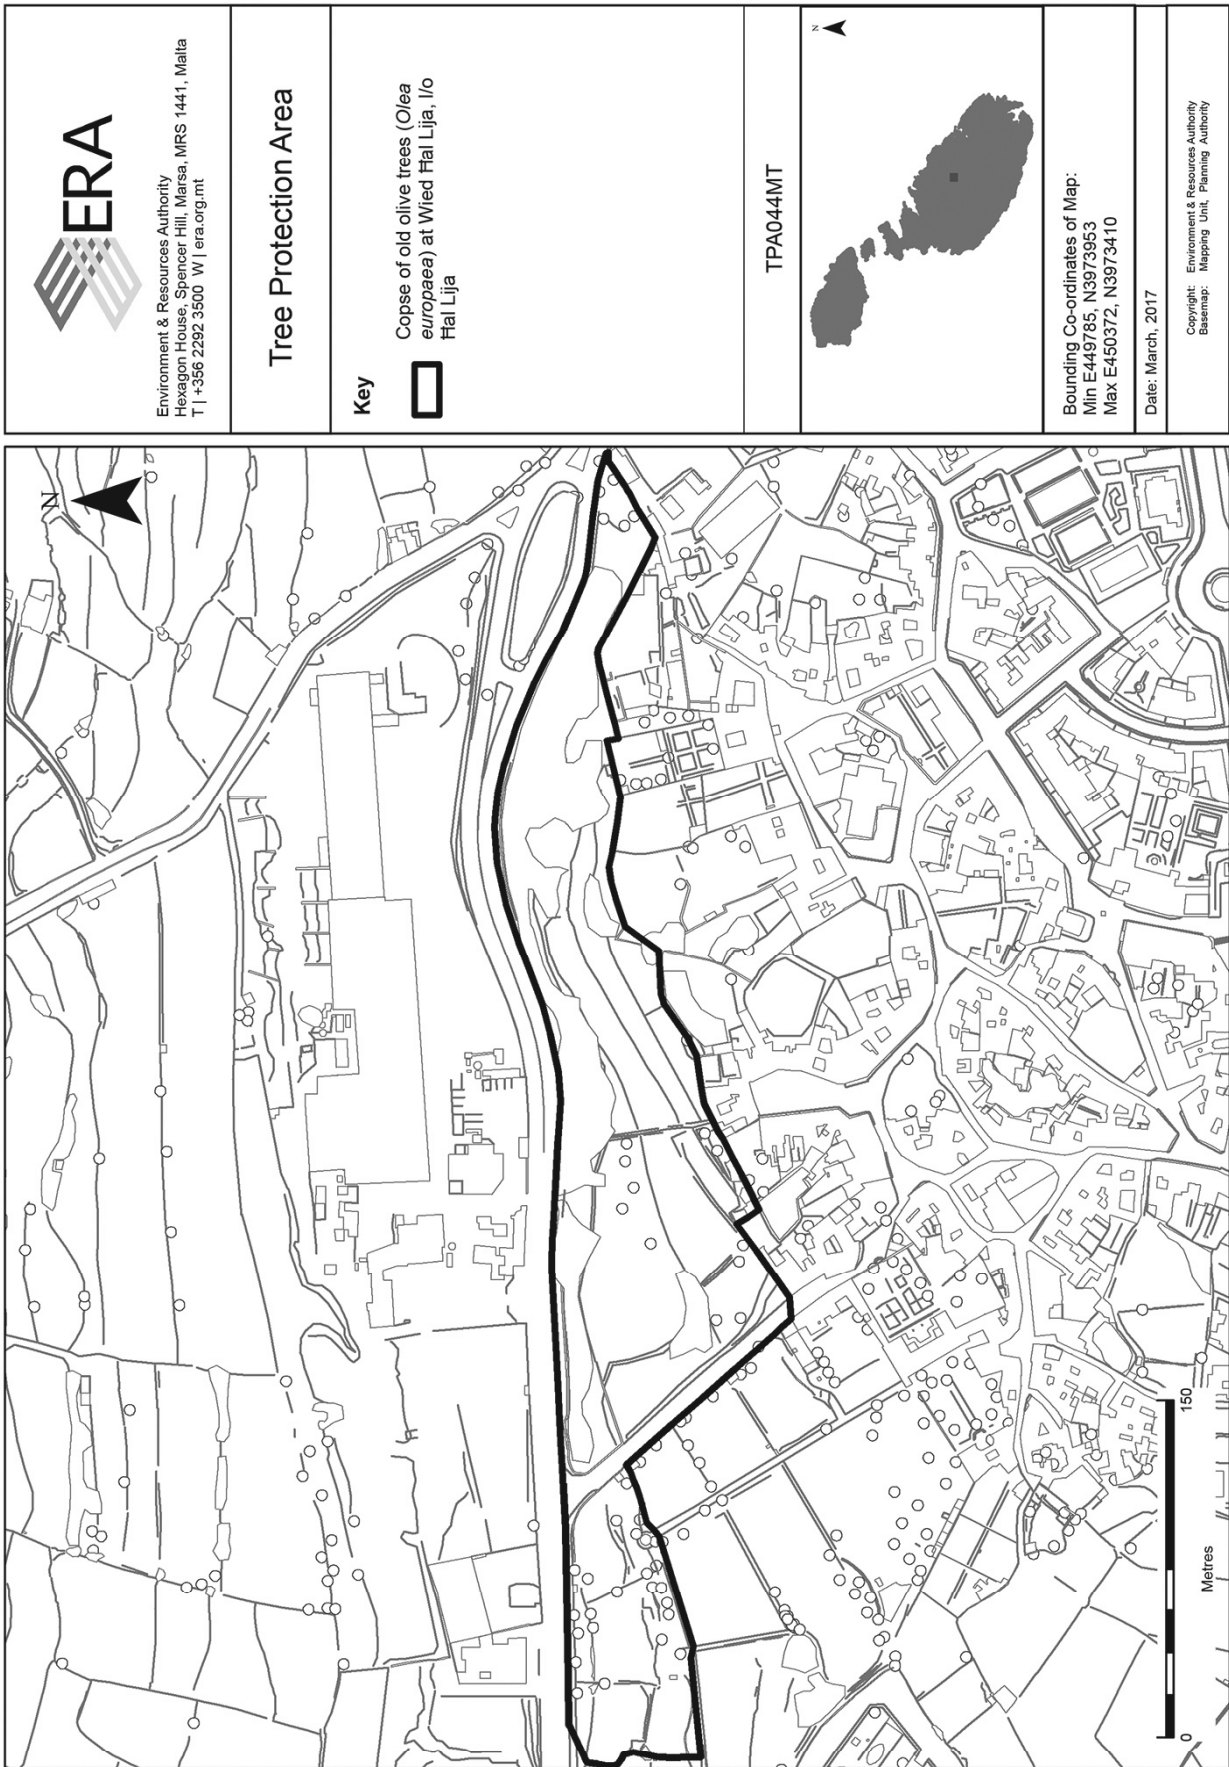 ERA
Environment & Resources Authority
Hexagon House, Spencer Hill, Marsa, MRS 1441, Malta
T | +356 2292 3500 W | era.org.mt
Tree Protection Area
Key
Copse of old olive trees (Olea
europaea) at Wied Ħal Lija, l/o
Ħal Lija
TPA044MT
N
Bounding Co-ordinates of Map:
Min E449785, N3973953
Max E450372, N3973410
Date: March, 2017
Copyright: Environment & Resources Authority
Basemap: Mapping Unit, Planning Authority
N
0 150
Metres